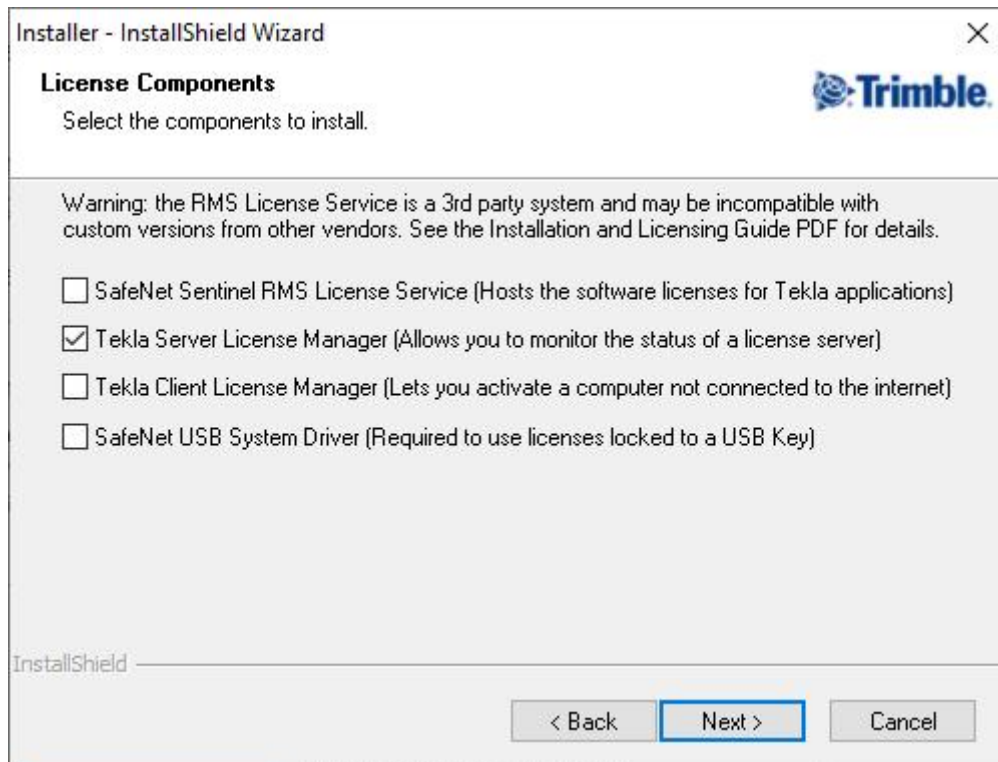 Installer - InstallShield Wizard
License Components
Select the components to install.
Trimble.
Warning: the RMS License Service is a 3rd party system and may be incompatible with
custom versions from other vendors. See the Installation and Licensing Guide PDF for details.
SafeNet Sentinel RMS License Service (Hosts the software licenses for Tekla applications)
Tekla Server License Manager (Allows you to monitor the status of a license server)
Tekla Client License Manager (Lets you activate a computer not connected to the internet)
SafeNet USB System Driver (Required to use licenses locked to a USB Key)
InstallShield
< Back Next > Cancel